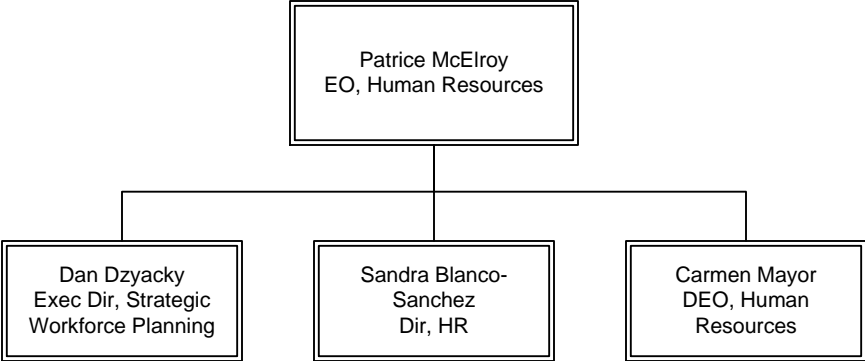 Patrice McElroy
EO, Human Resources
Dan Dzyacky
Exec Dir, Strategic
Workforce Planning
Sandra Blanco-
Sanchez
Dir, HR
Carmen Mayor
DEO, Human
Resources